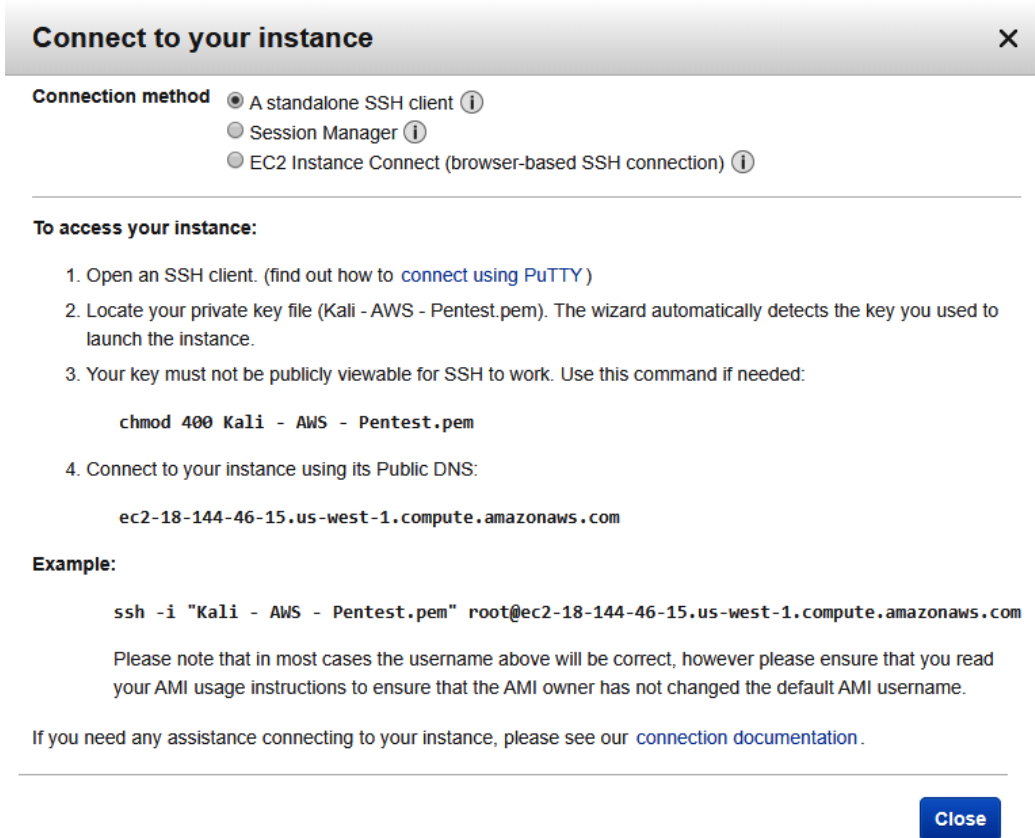 Connect to your instance
Connection method
A standalone SSH client
Session Manager
EC2 Instance Connect (browser-based SSH connection)
To access your instance:
1. Open an SSH client. (find out how to connect using PuTTY)
2. Locate your private key file (Kali - AWS - Pentest.pem). The wizard automatically detects the key you used to
launch the instance.
3. Your key must not be publicly viewable for SSH to work. Use this command if needed:
chmod 400 Kali - AWS - Pentest.pem
4. Connect to your instance using its Public DNS:
ec2-18-144-46-15.us-west-1.compute.amazonaws.com
Example:
ssh -i "Kali - AWS - Pentest.pem" root@ec2-18-144-46-15.us-west-1.compute.amazonaws.com
Please note that in most cases the username above will be correct, however please ensure that you read
your AMI usage instructions to ensure that the AMI owner has not changed the default AMI username.
If you need any assistance connecting to your instance, please see our connection documentation.
Close